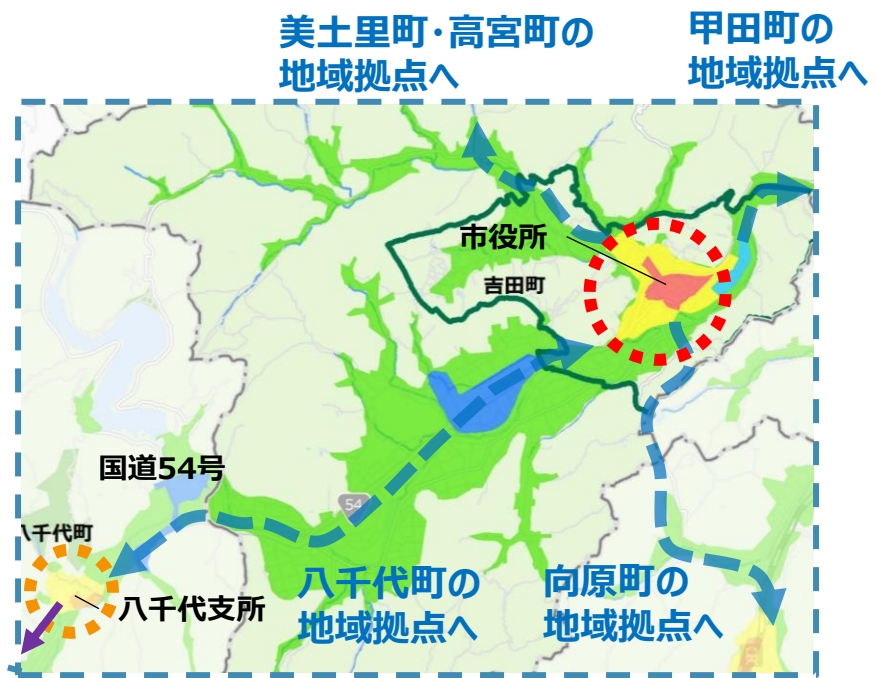 美土里町・高宮町の
地域拠点へ
甲田町の
地域拠点へ
市役所
吉田町
国道54号
54
八千代町
八千代支所
八千代町の
地域拠点へ
向原町の
地域拠点へ